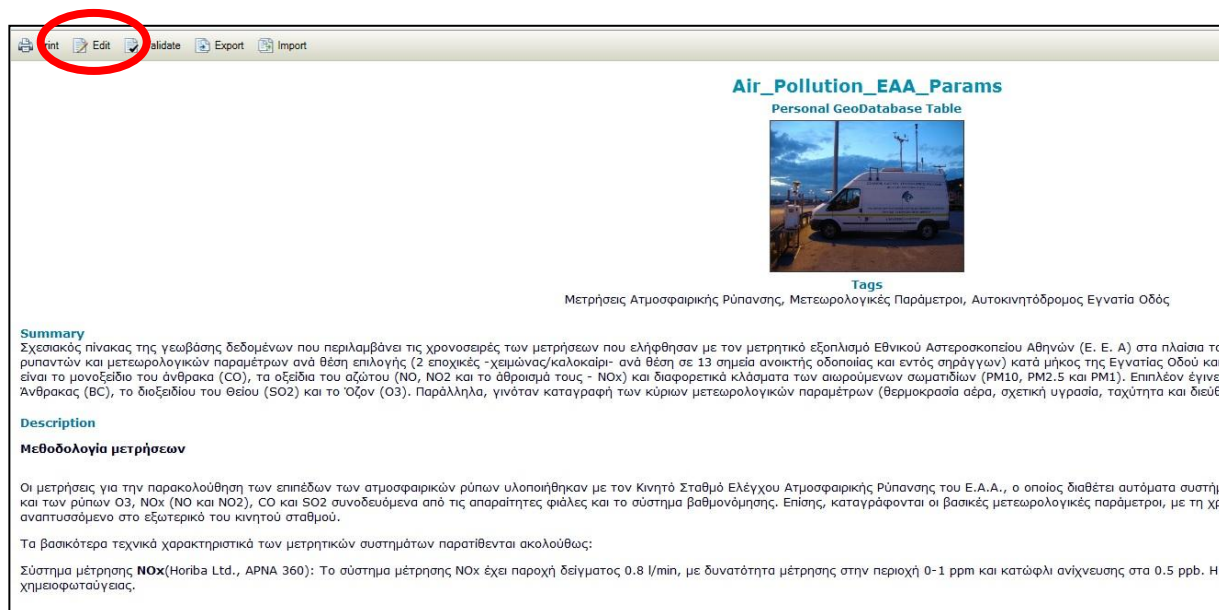 Print Edit Validate Export Import
Air_Pollution_EAA_Params
Personal GeoDatabase Table
Tags
Μετρήσεις Ατμοσφαιρικής Ρύπανσης, Μετεωρολογικές Παράμετροι, Αυτοκινητόδρομος Εγνατία Οδός
Summary
Σχεσιακός πίνακας της γεωβάσης δεδομένων που περιλαμβάνει τις χρονοσειρές των μετρήσεων που ελήφθησαν με τον μετρητικό εξοπλισμό Εθνικού Αστεροσκοπείου Αθηνών (Ε. Ε. Α) στα πλαίσια το
ρυπαντών και μετεωρολογικών παραμέτρων ανά θέση επιλογής (2 εποχικές -χειμώνας/καλοκαίρι- ανά θέση σε 13 σημεία ανοικτής οδοποιίας και εντός σηράγγων) κατά μήκος της Εγνατίας Οδού και
είναι το μονοξείδιο του άνθρακα (CO), τα οξείδια του αζώτου (NO, NO2 και το άθροισμά τους - NOx) και διαφορετικά κλάσματα των αιωρούμενων σωματιδίων (PM10, PM2.5 και PM1). Επιπλέον έγινε
Άνθρακας (BC), το διοξειδίου του Θείου (SO2) και το Όζον (O3). Παράλληλα, γινόταν καταγραφή των κύριων μετεωρολογικών παραμέτρων (θερμοκρασία αέρα, σχετική υγρασία, ταχύτητα και διεύθ
Description
Μεθοδολογία μετρήσεων
Οι μετρήσεις για την παρακολούθηση των επιπέδων των ατμοσφαιρικών ρύπων υλοποιήθηκαν με τον Κινητό Σταθμό Ελέγχου Ατμοσφαιρικής Ρύπανσης του Ε.Α.Α., ο οποίος διαθέτει αυτόματα συστήμ
και των ρύπων O3, NOx (NO και NO2), CO και SO2 συνοδευόμενα από τις απαραίτητες φιάλες και το σύστημα βαθμονόμησης. Επίσης, καταγράφονται οι βασικές μετεωρολογικές παράμετροι, με τη χρ
αναπτυσσόμενο στο εξωτερικό του κινητού σταθμού.
Τα βασικότερα τεχνικά χαρακτηριστικά των μετρητικών συστημάτων παρατίθενται ακολούθως:
Σύστημα μέτρησης NOx(Horiba Ltd., APNA 360): Το σύστημα μέτρησης NOx έχει παροχή δείγματος 0.8 l/min, με δυνατότητα μέτρησης στην περιοχή 0-1 ppm και κατώφλι ανίχνευσης στα 0.5 ppb. Η
χημειοφωταύγειας.